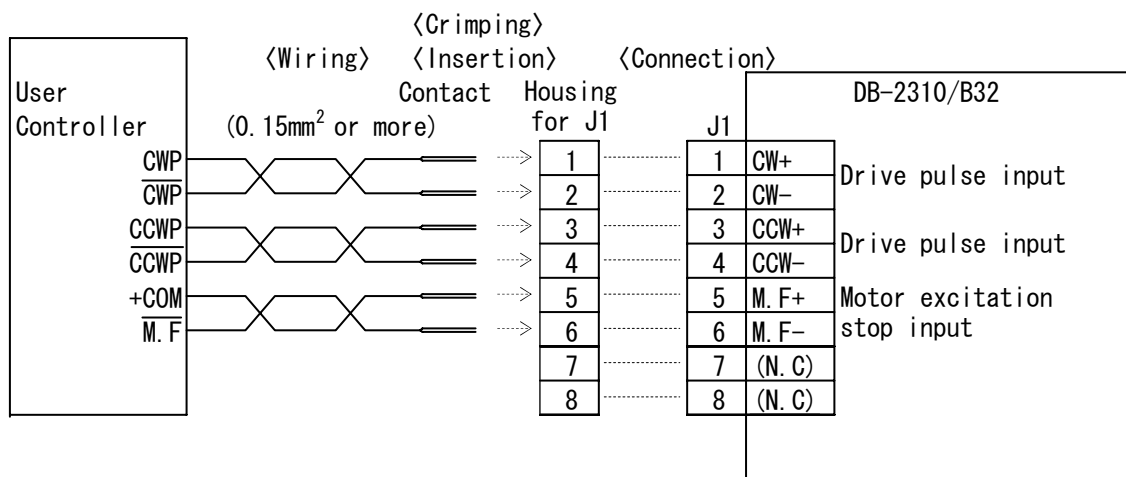 〈Crimping〉
〈Wiring〉 〈Insertion〉 〈Connection〉
User Controller
Contact Housing for J1
DB-2310/B32
(0.15mm² or more)
J1
CWP 1 1 CW+ Drive pulse input
C̅W̅P̅ 2 2 CW-
CCWP 3 3 CCW+ Drive pulse input
C̅C̅W̅P̅ 4 4 CCW-
+COM 5 5 M.F+ Motor excitation
M̅.̅F̅ 6 6 M.F- stop input
7 7 (N.C)
8 8 (N.C)